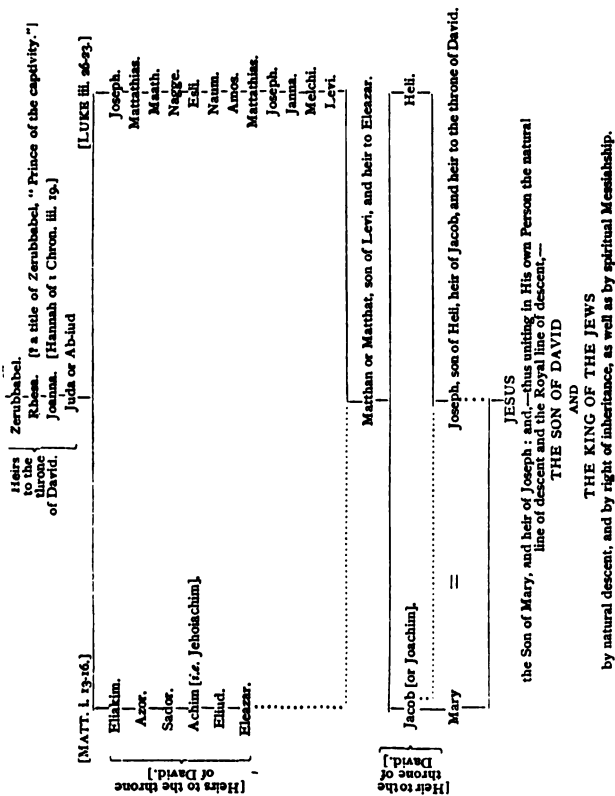 Heirs
to the
throne
of David.
Zerubbabel.
Rhesa. [? a title of Zerubbabel, “ Prince of the captivity.”]
Joanna. [Hannah of 1 Chron. iii. 19.]
Juda or Ab-iud
[MATT. i. 13-16.]
[LUKE iii. 26-23.]
[Heirs to the throne
of David.]
Eliakim.
Azor.
Sador.
Achim [i.e. Jehoiachim].
Eliud.
Eleazar.
Joseph.
Mattathias.
Maath.
Nagge.
Esli.
Naum.
Amos.
Mattathias.
Joseph.
Janna.
Melchi.
Levi.
Matthan or Matthat, son of Levi, and heir to Eleazar.
[Heir to the
throne of
David.]
Jacob [or Joachim].
Heli.
Mary
=
Joseph, son of Heli, heir of Jacob, and heir to the throne of David.
JESUS
the Son of Mary, and heir of Joseph : and,—thus uniting in His own Person the natural
line of descent and the Royal line of descent,—
THE SON OF DAVID
AND
THE KING OF THE JEWS
by natural descent, and by right of inheritance, as well as by spiritual Messiahship.